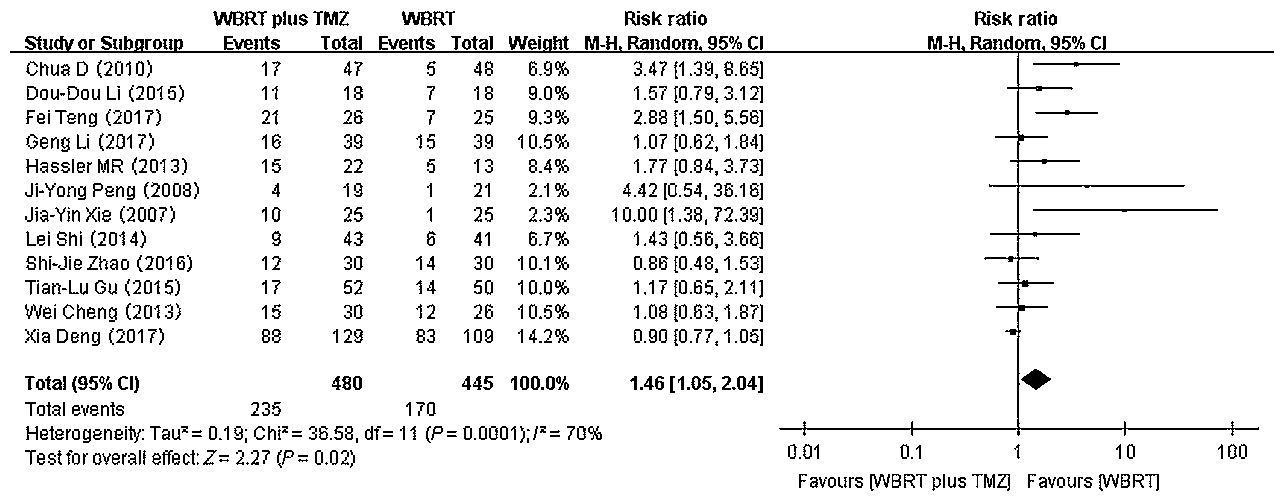 WBRT plus TMZ WBRT Risk ratio Risk ratio
Study or Subgroup Events Total Events Total Weight M-H, Random, 95% CI M-H, Random, 95% CI
Chua D (2010) 17 47 5 48 6.9% 3.47 [1.39, 8.65]
Dou-Dou Li (2015) 11 18 7 18 9.0% 1.57 [0.79, 3.12]
Fei Teng (2017) 21 26 7 25 9.3% 2.88 [1.50, 5.56]
Geng Li (2017) 16 39 15 39 10.5% 1.07 [0.62, 1.84]
Hassler MR (2013) 15 22 5 13 8.4% 1.77 [0.84, 3.73]
Ji-Yong Peng (2008) 4 19 1 21 2.1% 4.42 [0.54, 36.18]
Jia-Yin Xie (2007) 10 25 1 25 2.3% 10.00 [1.38, 72.39]
Lei Shi (2014) 9 43 6 41 6.7% 1.43 [0.56, 3.66]
Shi-Jie Zhao (2016) 12 30 14 30 10.1% 0.86 [0.48, 1.53]
Tian-Lu Gu (2015) 17 52 14 50 10.0% 1.17 [0.65, 2.11]
Wei Cheng (2013) 15 30 12 26 10.5% 1.08 [0.63, 1.87]
Xia Deng (2017) 88 129 83 109 14.2% 0.90 [0.77, 1.05]
Total (95% CI) 480 445 100.0% 1.46 [1.05, 2.04]
Total events 235 170
Heterogeneity: Tau² = 0.19; Chi² = 36.58, df = 11 (P = 0.0001); I² = 70%
Test for overall effect: Z = 2.27 (P = 0.02)
0.01 0.1 1 10 100
Favours [WBRT plus TMZ] Favours [WBRT]